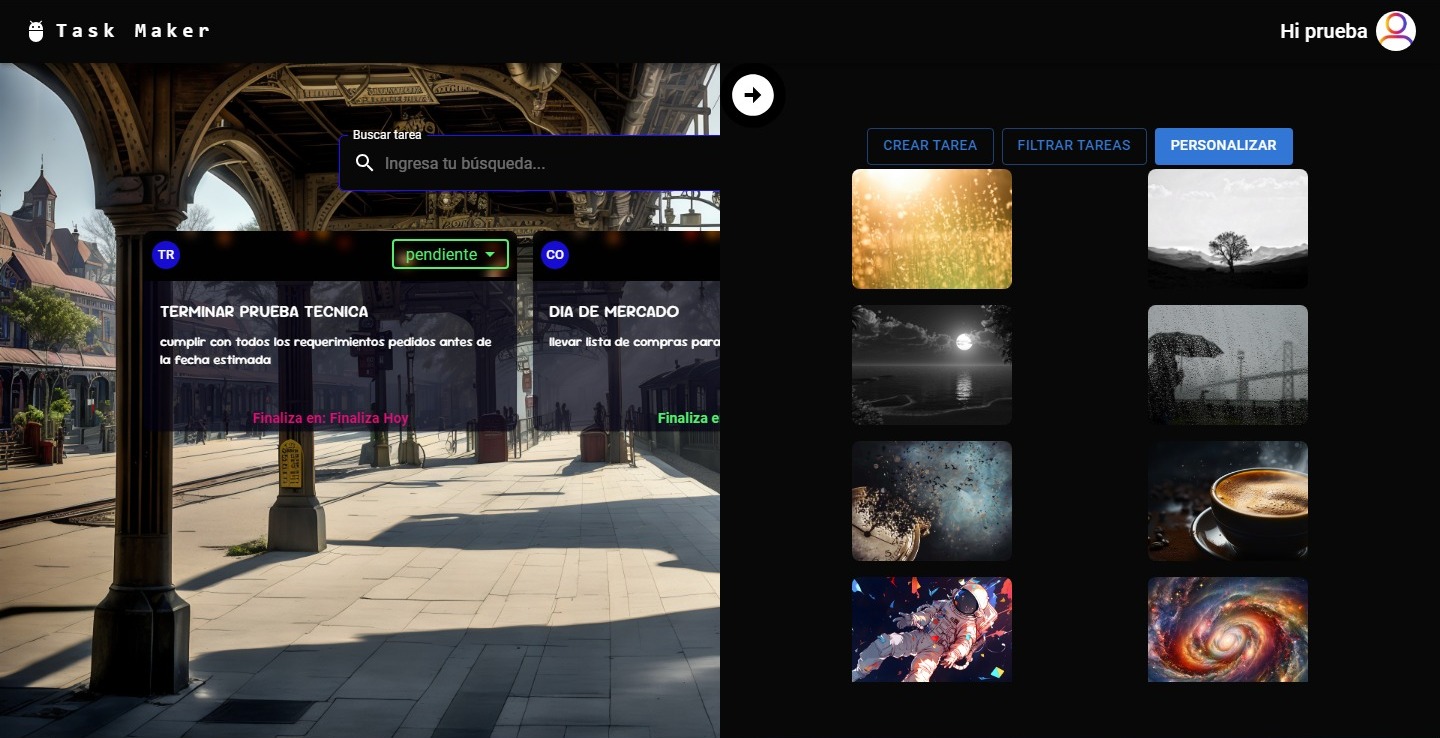 Task Maker
Hi prueba
Buscar tarea
Ingresa tu búsqueda...
CREAR TAREA
FILTRAR TAREAS
PERSONALIZAR
TR
pendiente
CO
TERMINAR PRUEBA TECNICA
cumplir con todos los requerimientos pedidos antes de
la fecha estimada
Finaliza en: Finaliza Hoy
DIA DE MERCADO
llevar lista de compras para
Finaliza e